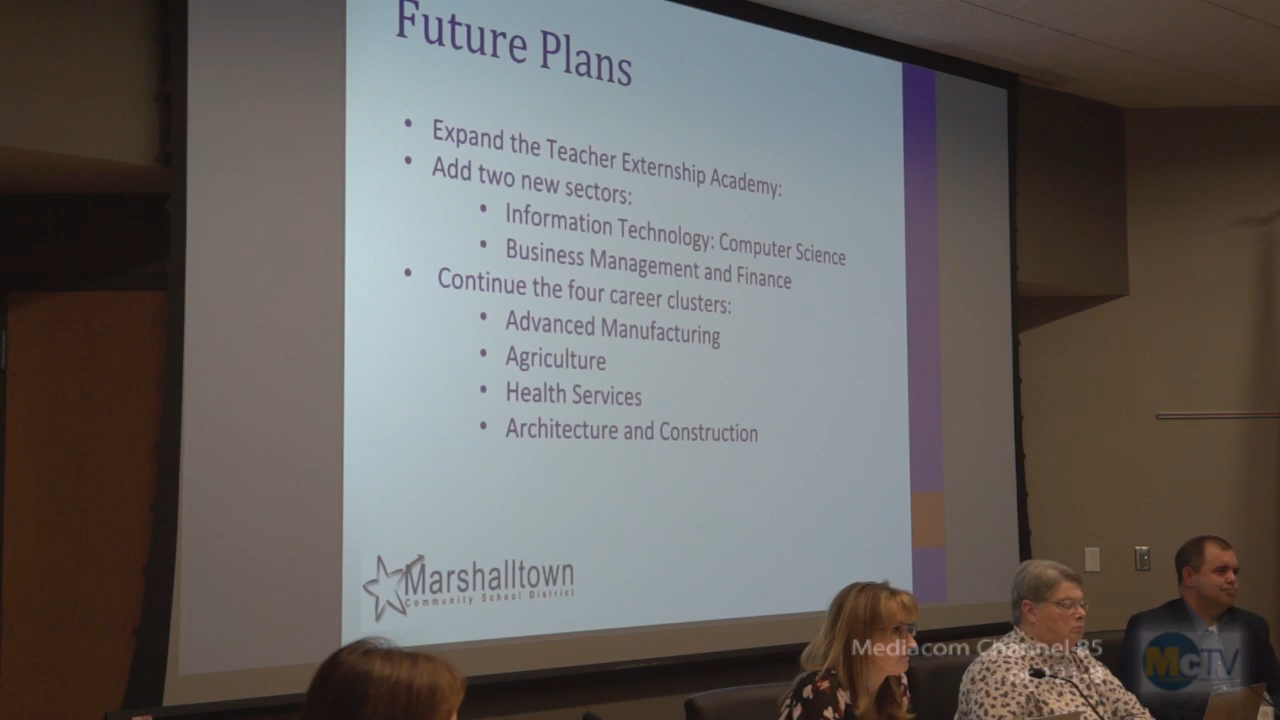 Future Plans
• Expand the Teacher Externship Academy:
• Add two new sectors:
• Information Technology: Computer Science
• Business Management and Finance
• Continue the four career clusters:
• Advanced Manufacturing
• Agriculture
• Health Services
• Architecture and Construction
Marshalltown
Community School District
Mediacom Channel 85
McTV